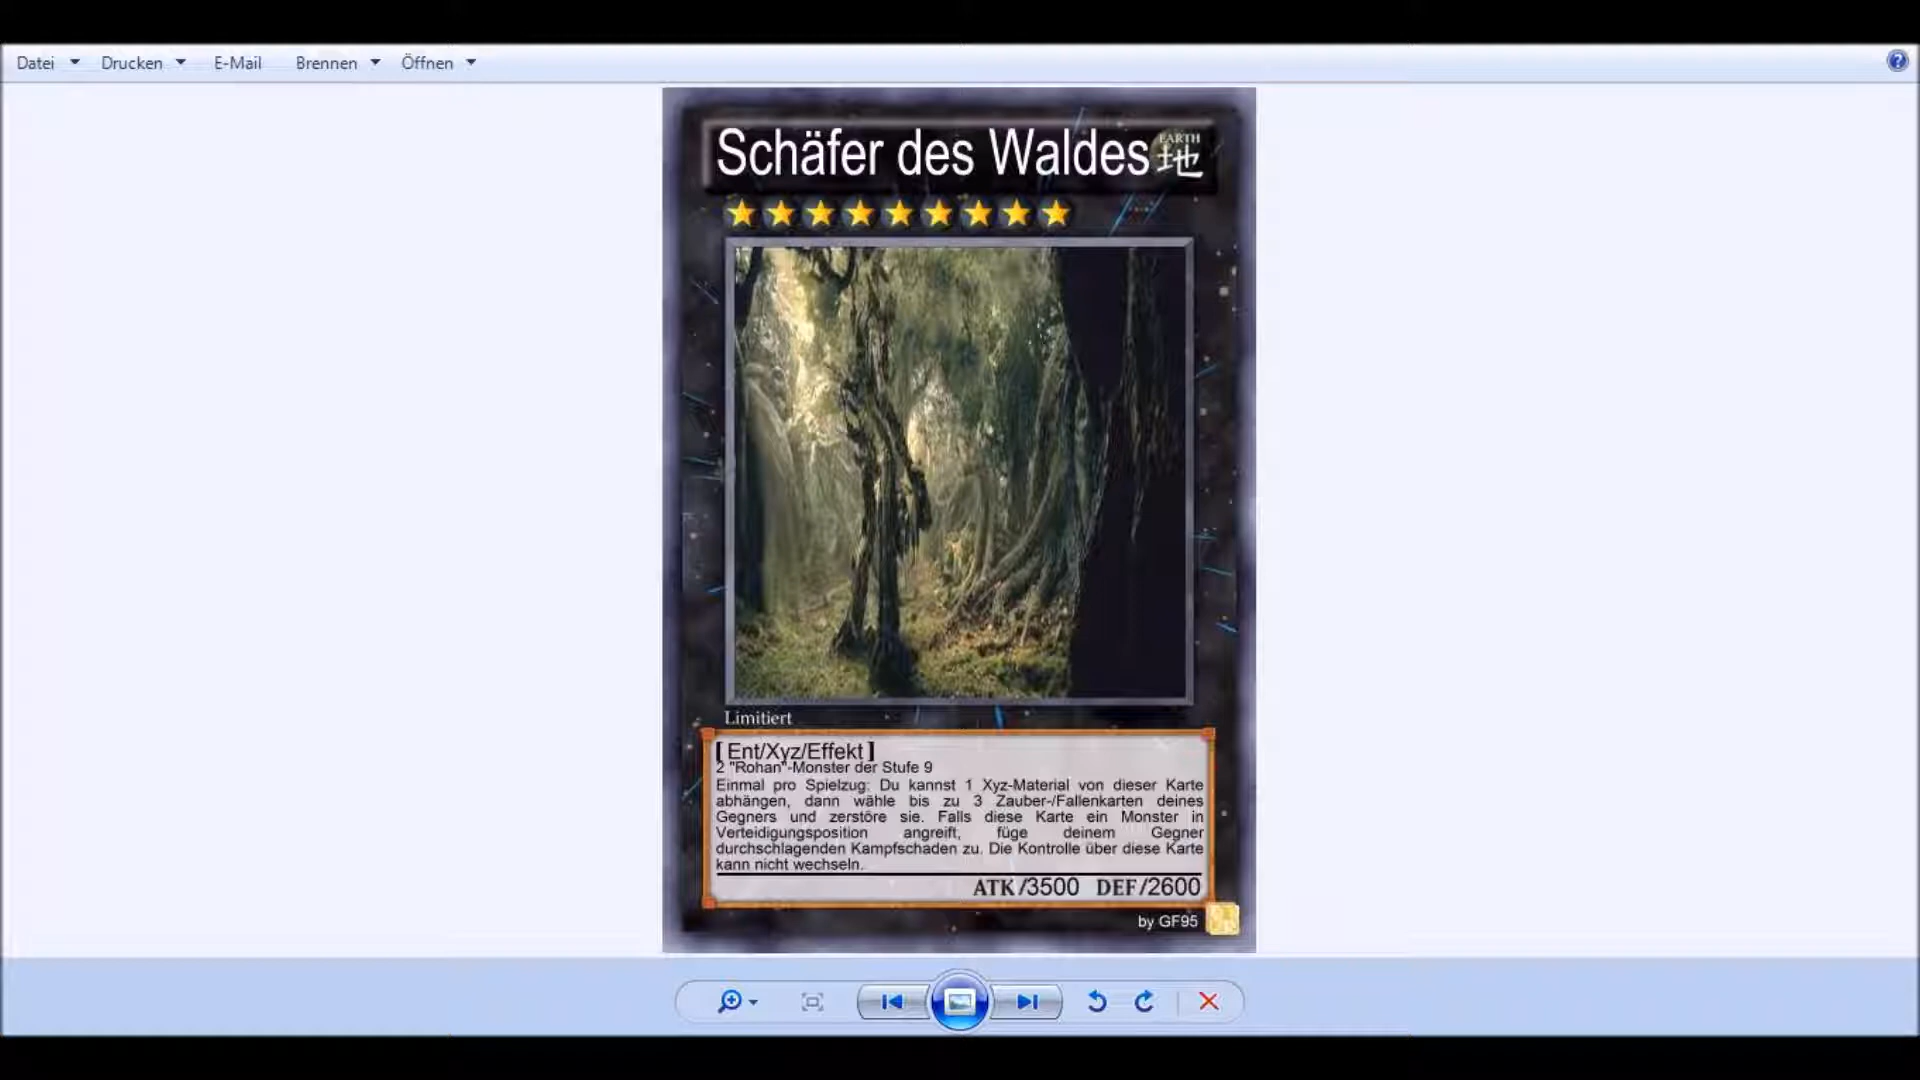 Datei Drucken E-Mail Brennen Öffnen
Schäfer des Waldes
EARTH
地
Limitiert
[ Ent/Xyz/Effekt ]
2 "Rohan"-Monster der Stufe 9
Einmal pro Spielzug: Du kannst 1 Xyz-Material von dieser Karte
abhängen, dann wähle bis zu 3 Zauber-/Fallenkarten deines
Gegners und zerstöre sie. Falls diese Karte ein Monster in
Verteidigungsposition angreift, füge deinem Gegner
durchschlagenden Kampfschaden zu. Die Kontrolle über diese Karte
kann nicht wechseln.
ATK/3500 DEF/2600
by GF95